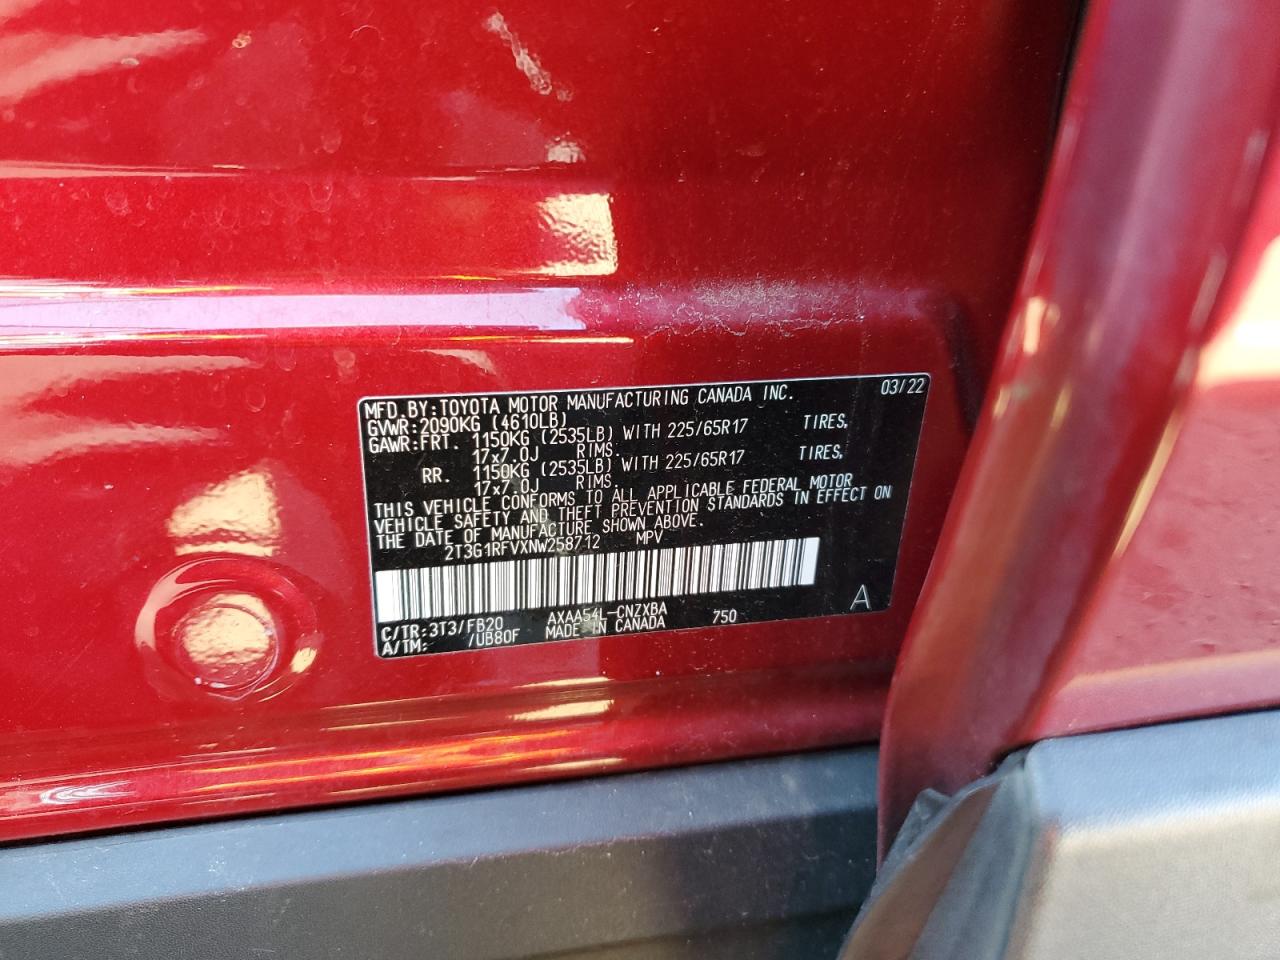 MFD.BY:TOYOTA MOTOR MANUFACTURING CANADA INC. 03/22
GVWR:2090KG (4610LB)
GAWR:FRT. 1150KG (2535LB) WITH 225/65R17 TIRES,
17x7.0J RIMS.
RR. 1150KG (2535LB) WITH 225/65R17 TIRES,
17x7.0J RIMS.
THIS VEHICLE CONFORMS TO ALL APPLICABLE FEDERAL MOTOR
VEHICLE SAFETY AND THEFT PREVENTION STANDARDS IN EFFECT ON
THE DATE OF MANUFACTURE SHOWN ABOVE.
2T3G1RFVXNW258712 MPV
A
C/TR:3T3/FB20 AXAA54L-CNZXBA 750
A/TM: /UB80F MADE IN CANADA